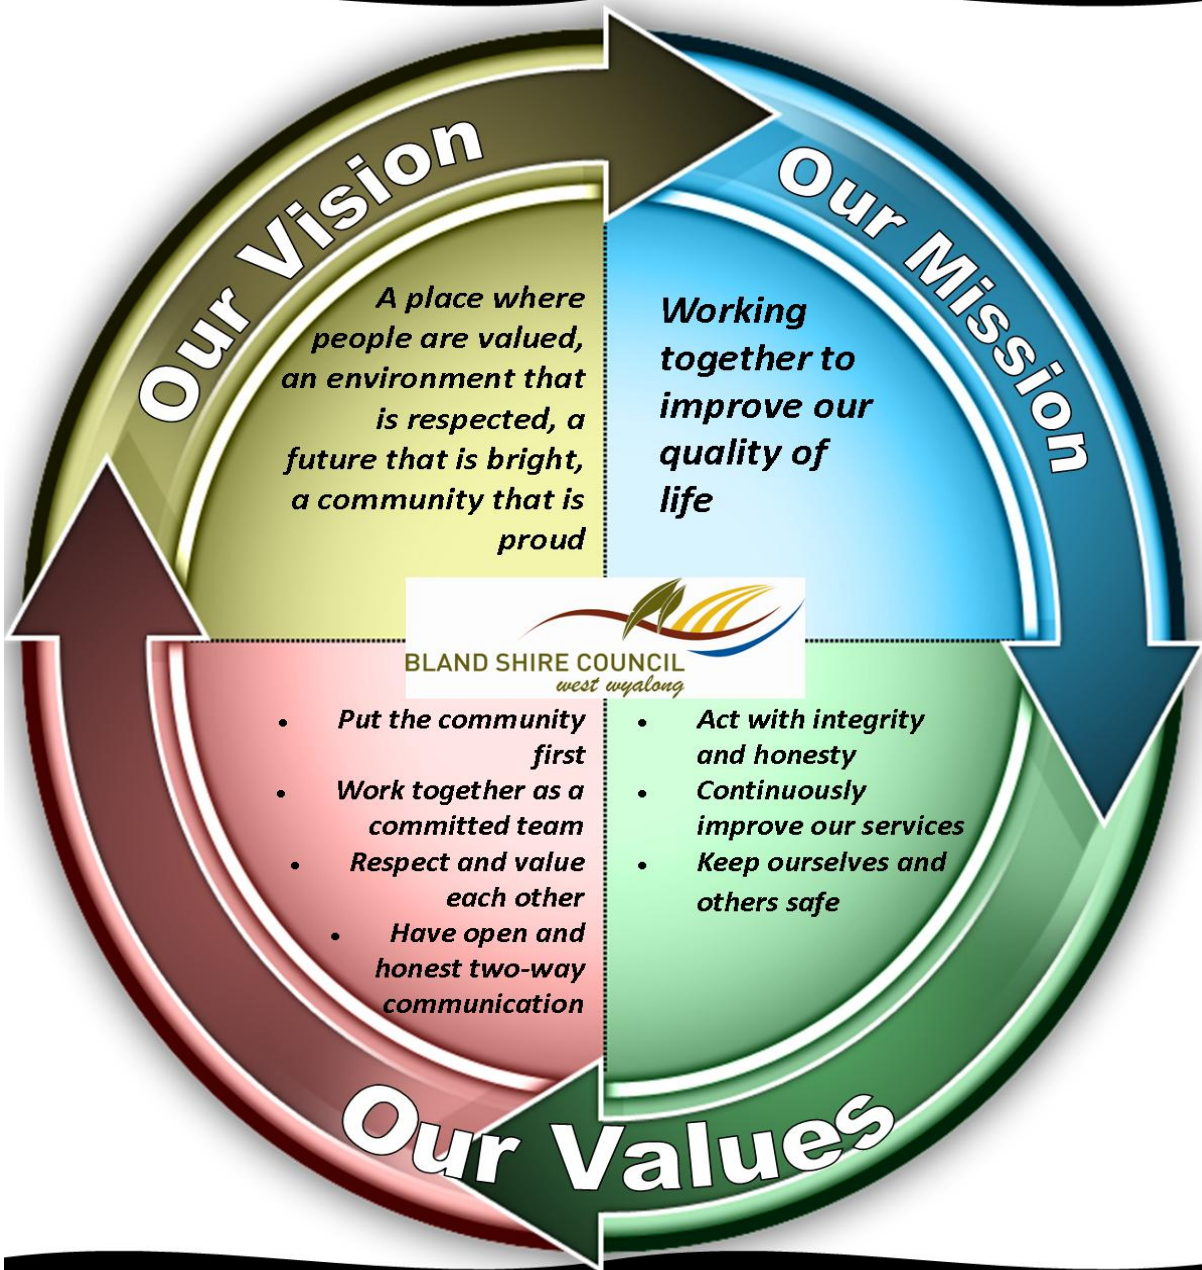 Our Vision
A place where
people are valued,
an environment that
is respected, a
future that is bright,
a community that is
proud
Our Mission
Working
together to
improve our
quality of
life
BLAND SHIRE COUNCIL
west wyalong
• Put the community
first
• Work together as a
committed team
• Respect and value
each other
• Have open and
honest two-way
communication
• Act with integrity
and honesty
• Continuously
improve our services
• Keep ourselves and
others safe
Our Values